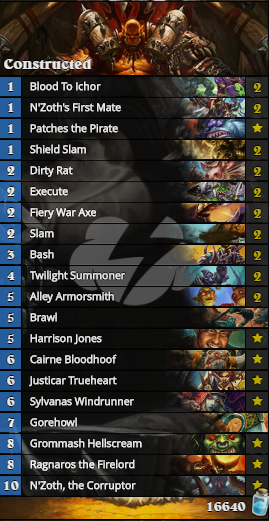 Constructed
1 Blood To Ichor 2
1 N'Zoth's First Mate 2
1 Patches the Pirate
1 Shield Slam 2
2 Dirty Rat 2
2 Execute 2
2 Fiery War Axe 2
2 Slam 2
3 Bash 2
4 Twilight Summoner 2
5 Alley Armorsmith 2
5 Brawl
5 Harrison Jones
6 Cairne Bloodhoof
6 Justicar Trueheart
6 Sylvanas Windrunner
7 Gorehowl
8 Grommash Hellscream
8 Ragnaros the Firelord
10 N'Zoth, the Corruptor
16640